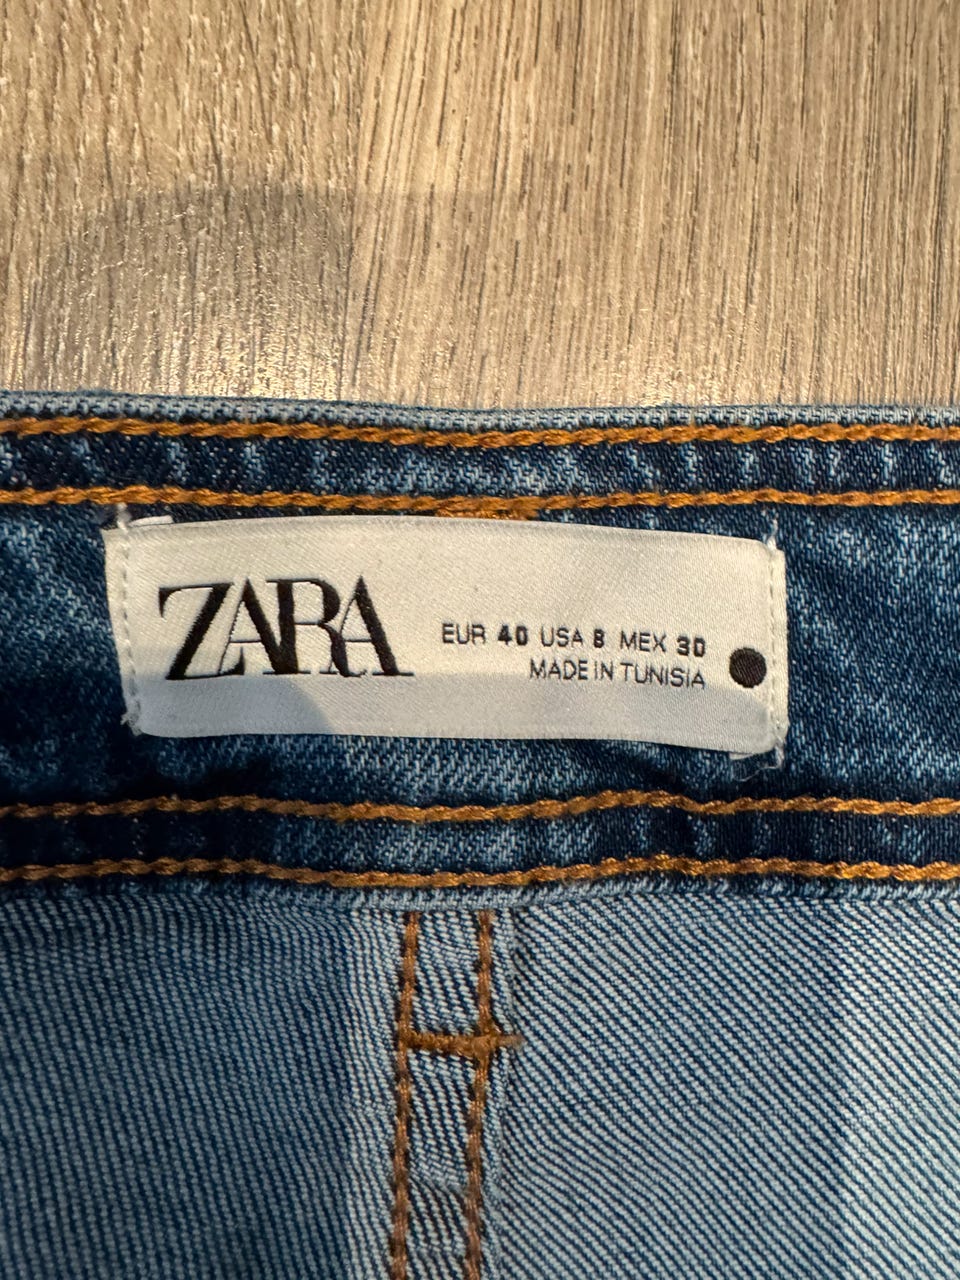 ZARA
EUR 40 USA 8 MEX 30
MADE IN TUNISIA